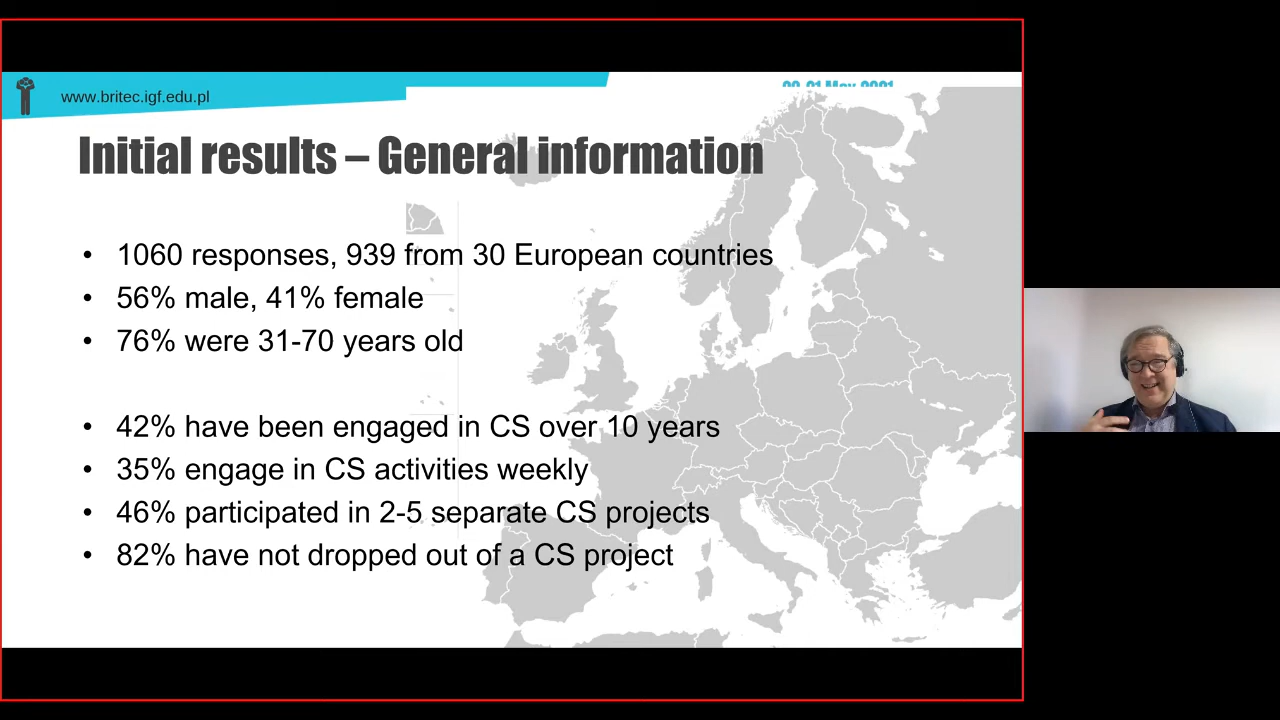 www.britec.igf.edu.pl
Initial results – General information
• 1060 responses, 939 from 30 European countries
• 56% male, 41% female
• 76% were 31-70 years old
• 42% have been engaged in CS over 10 years
• 35% engage in CS activities weekly
• 46% participated in 2-5 separate CS projects
• 82% have not dropped out of a CS project